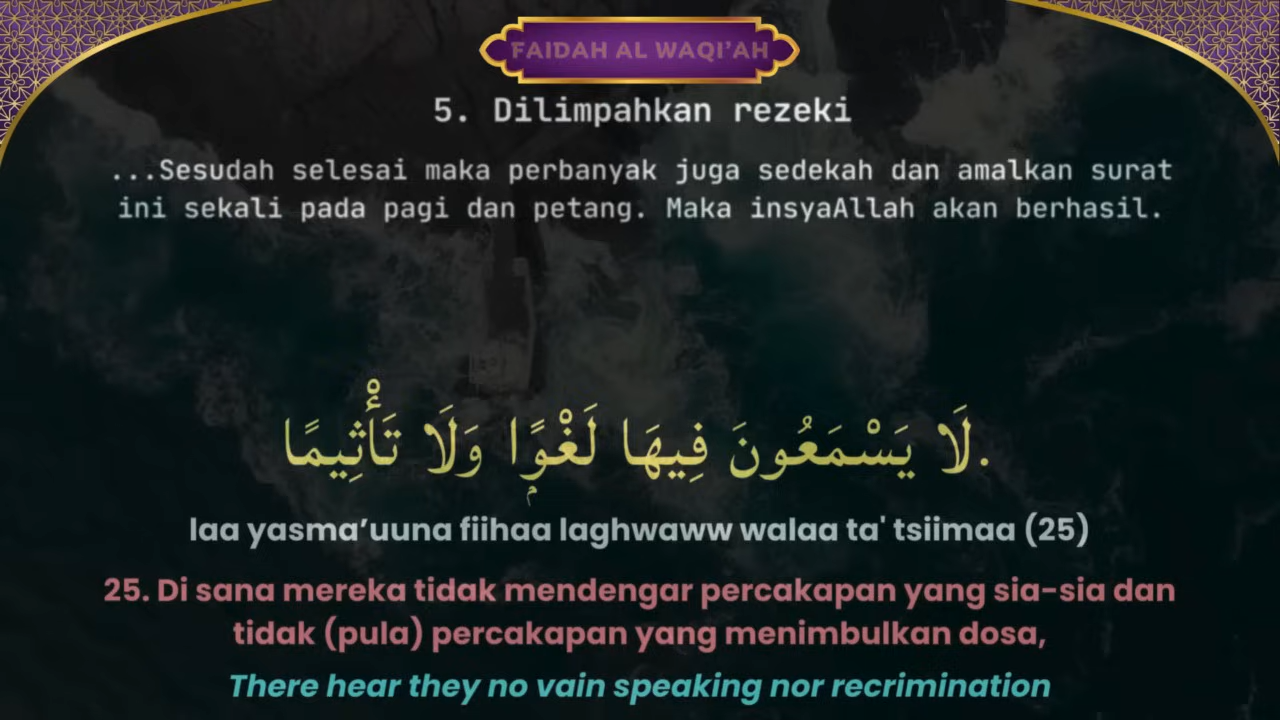 FAIDAH AL WAQI'AH
5. Dilimpahkan rezeki
...Sesudah selesai maka perbanyak juga sedekah dan amalkan surat
ini sekali pada pagi dan petang. Maka insyaAllah akan berhasil.
لَا يَسْمَعُونَ فِيهَا لَغْوًۭا وَلَا تَأْثِيمًا.
laa yasma’uuna fiihaa laghwaww walaa ta' tsiimaa (25)
25. Di sana mereka tidak mendengar percakapan yang sia-sia dan
tidak (pula) percakapan yang menimbulkan dosa,
There hear they no vain speaking nor recrimination